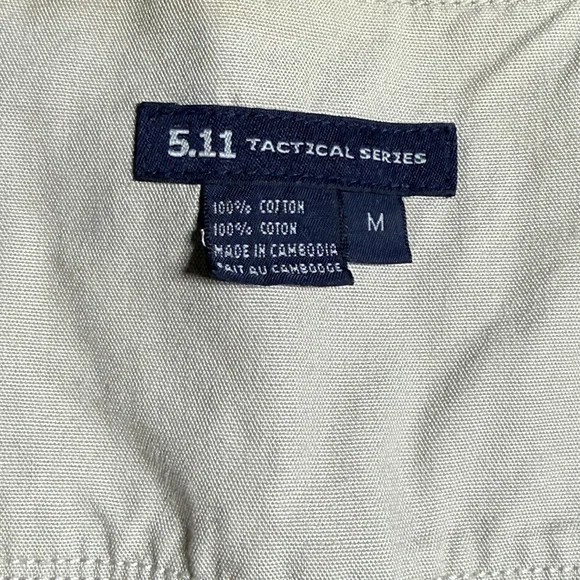 5.11 TACTICAL SERIES
100% COTTON
100% COTON
MADE IN CAMBODIA
FAIT AU CAMBODGE
M